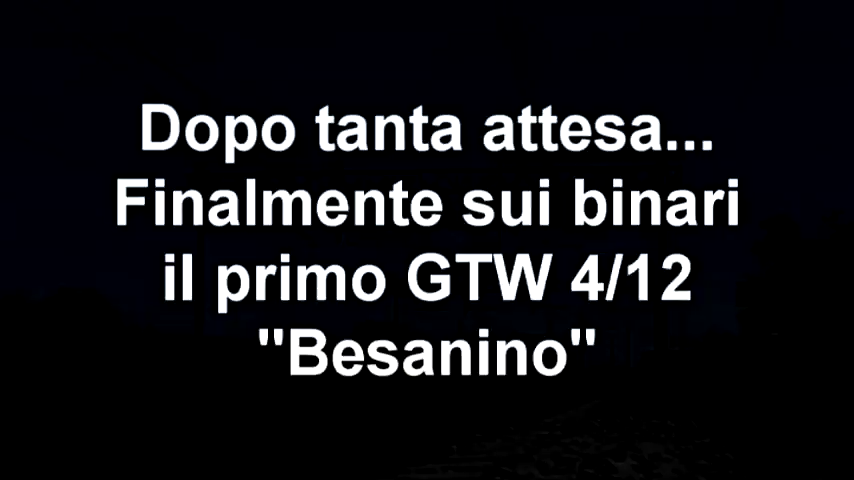 Dopo tanta attesa...
Finalmente sui binari
il primo GTW 4/12
"Besanino"